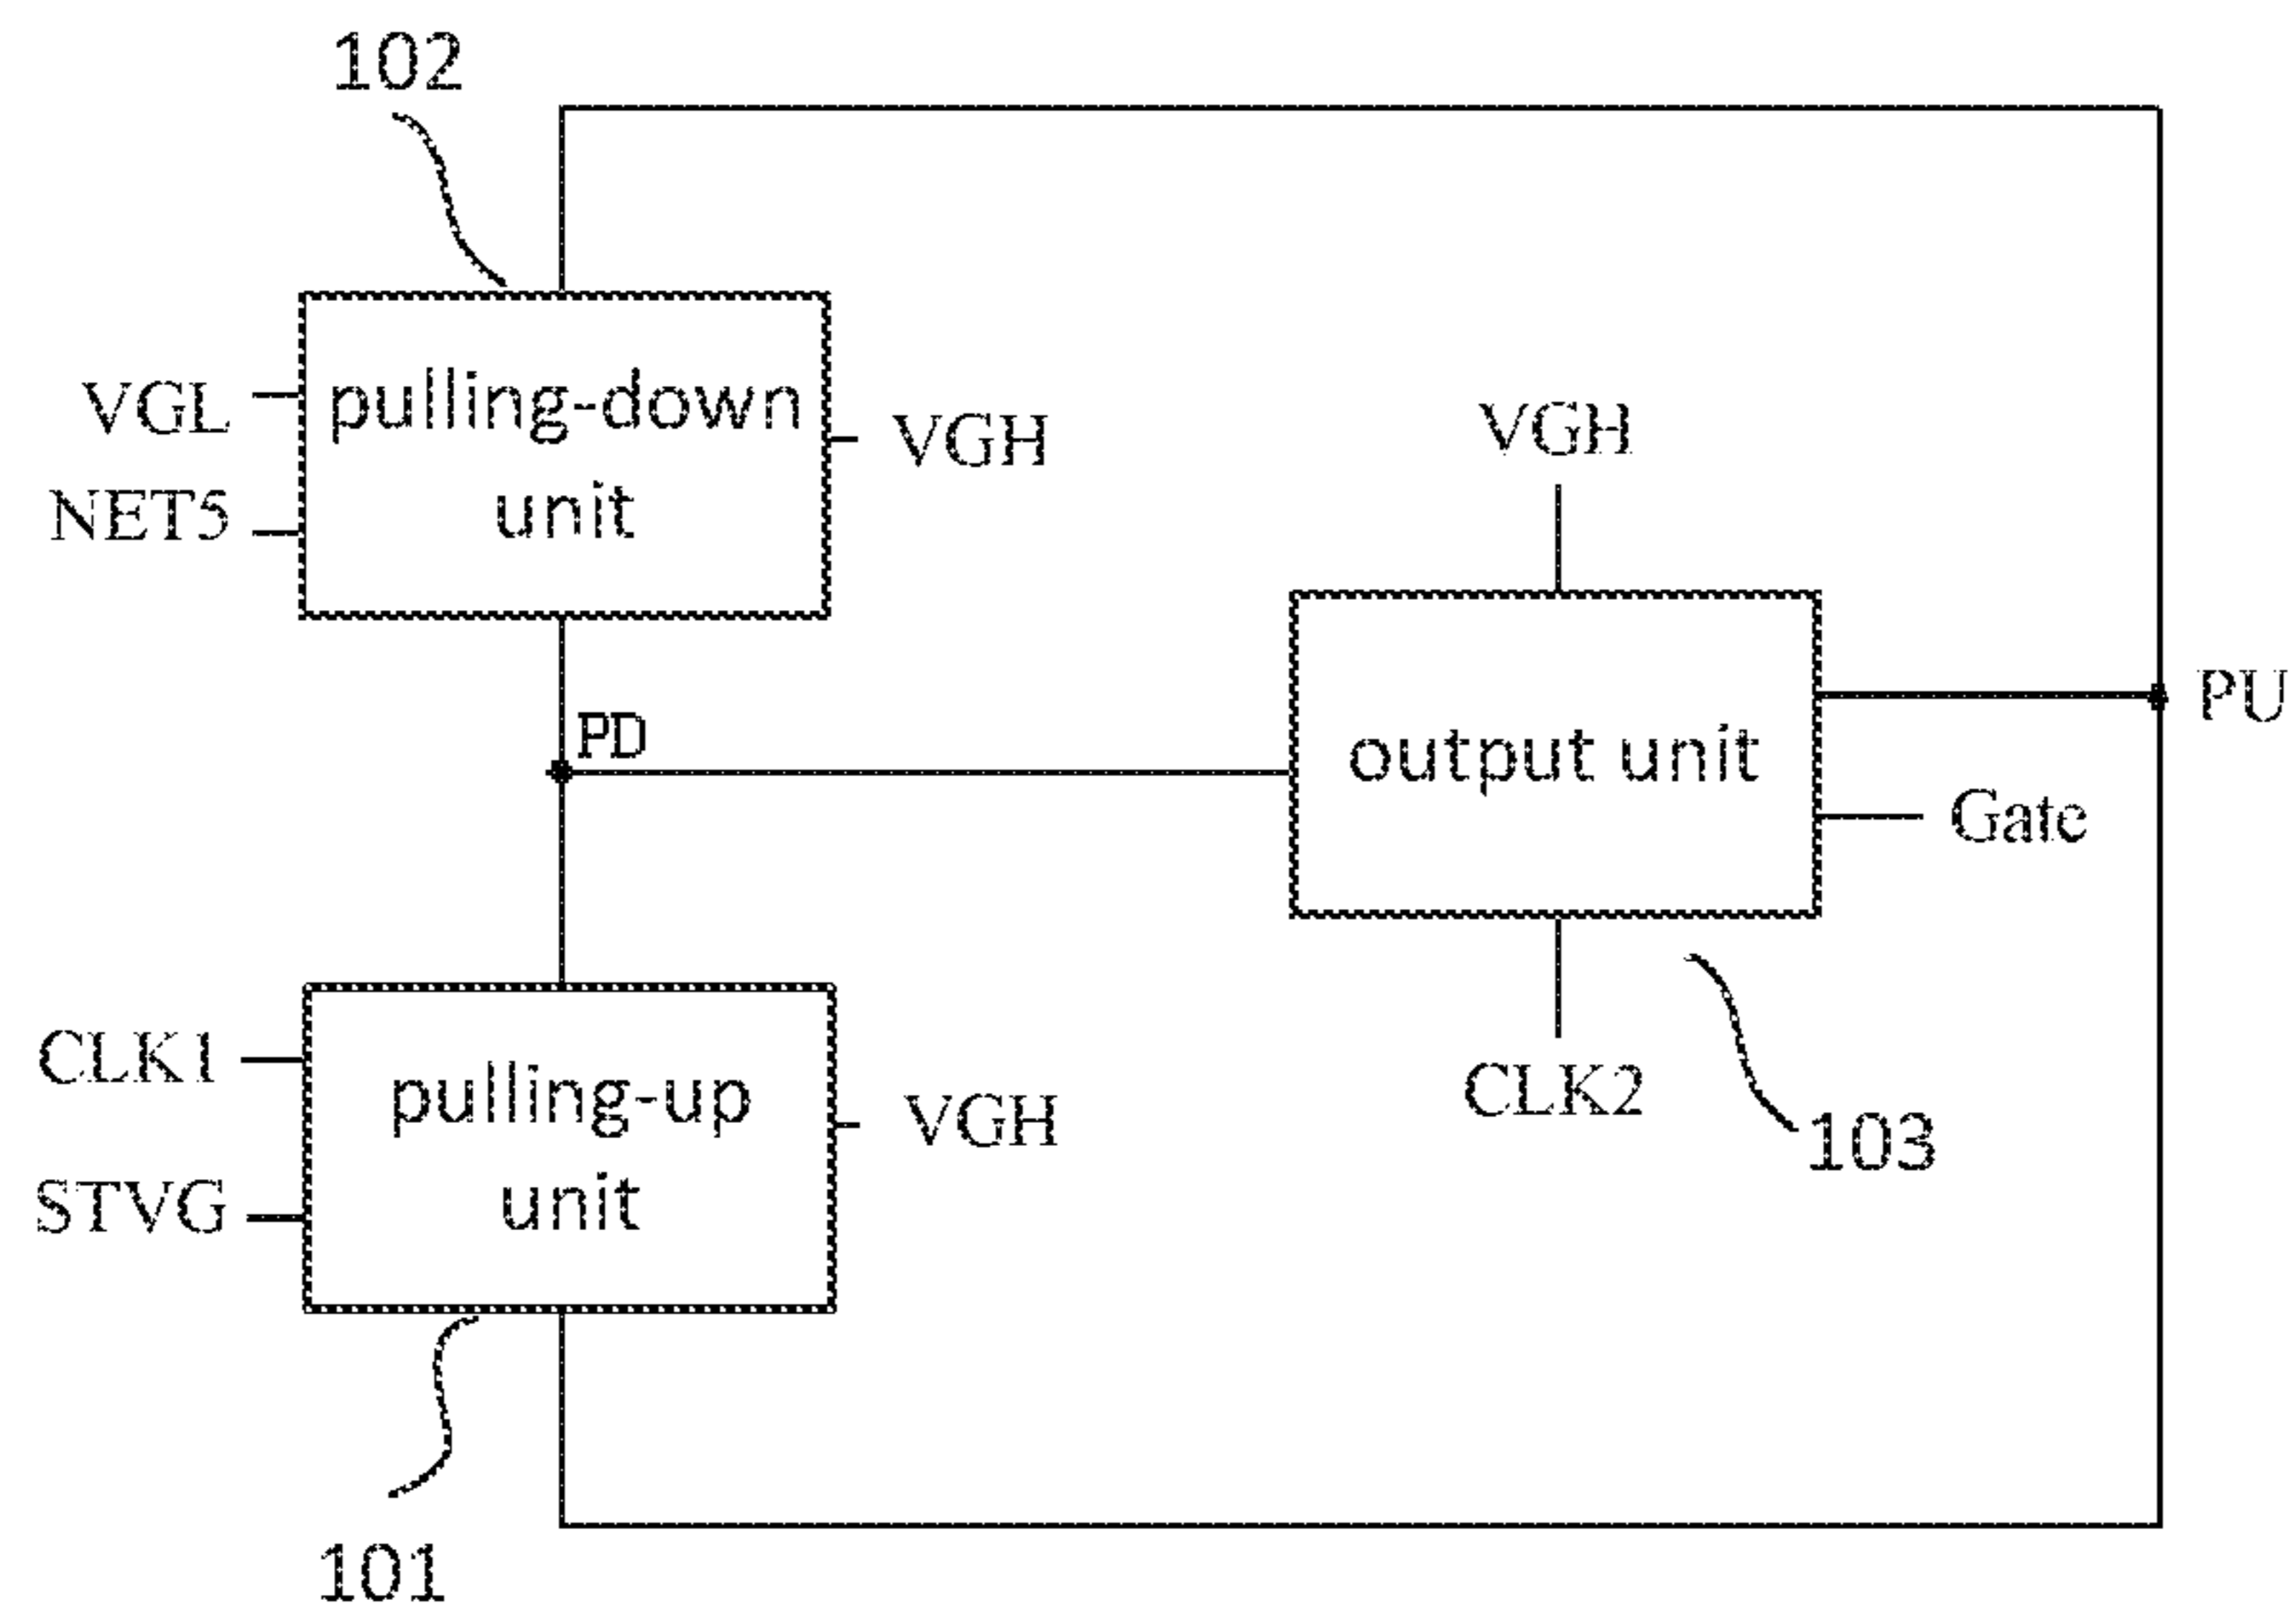 102
VGL
pulling-down
unit
VGH
NET5
VGH
PD
output unit
PU
Gate
CLK1
pulling-up
unit
VGH
STVG
CLK2
103
101